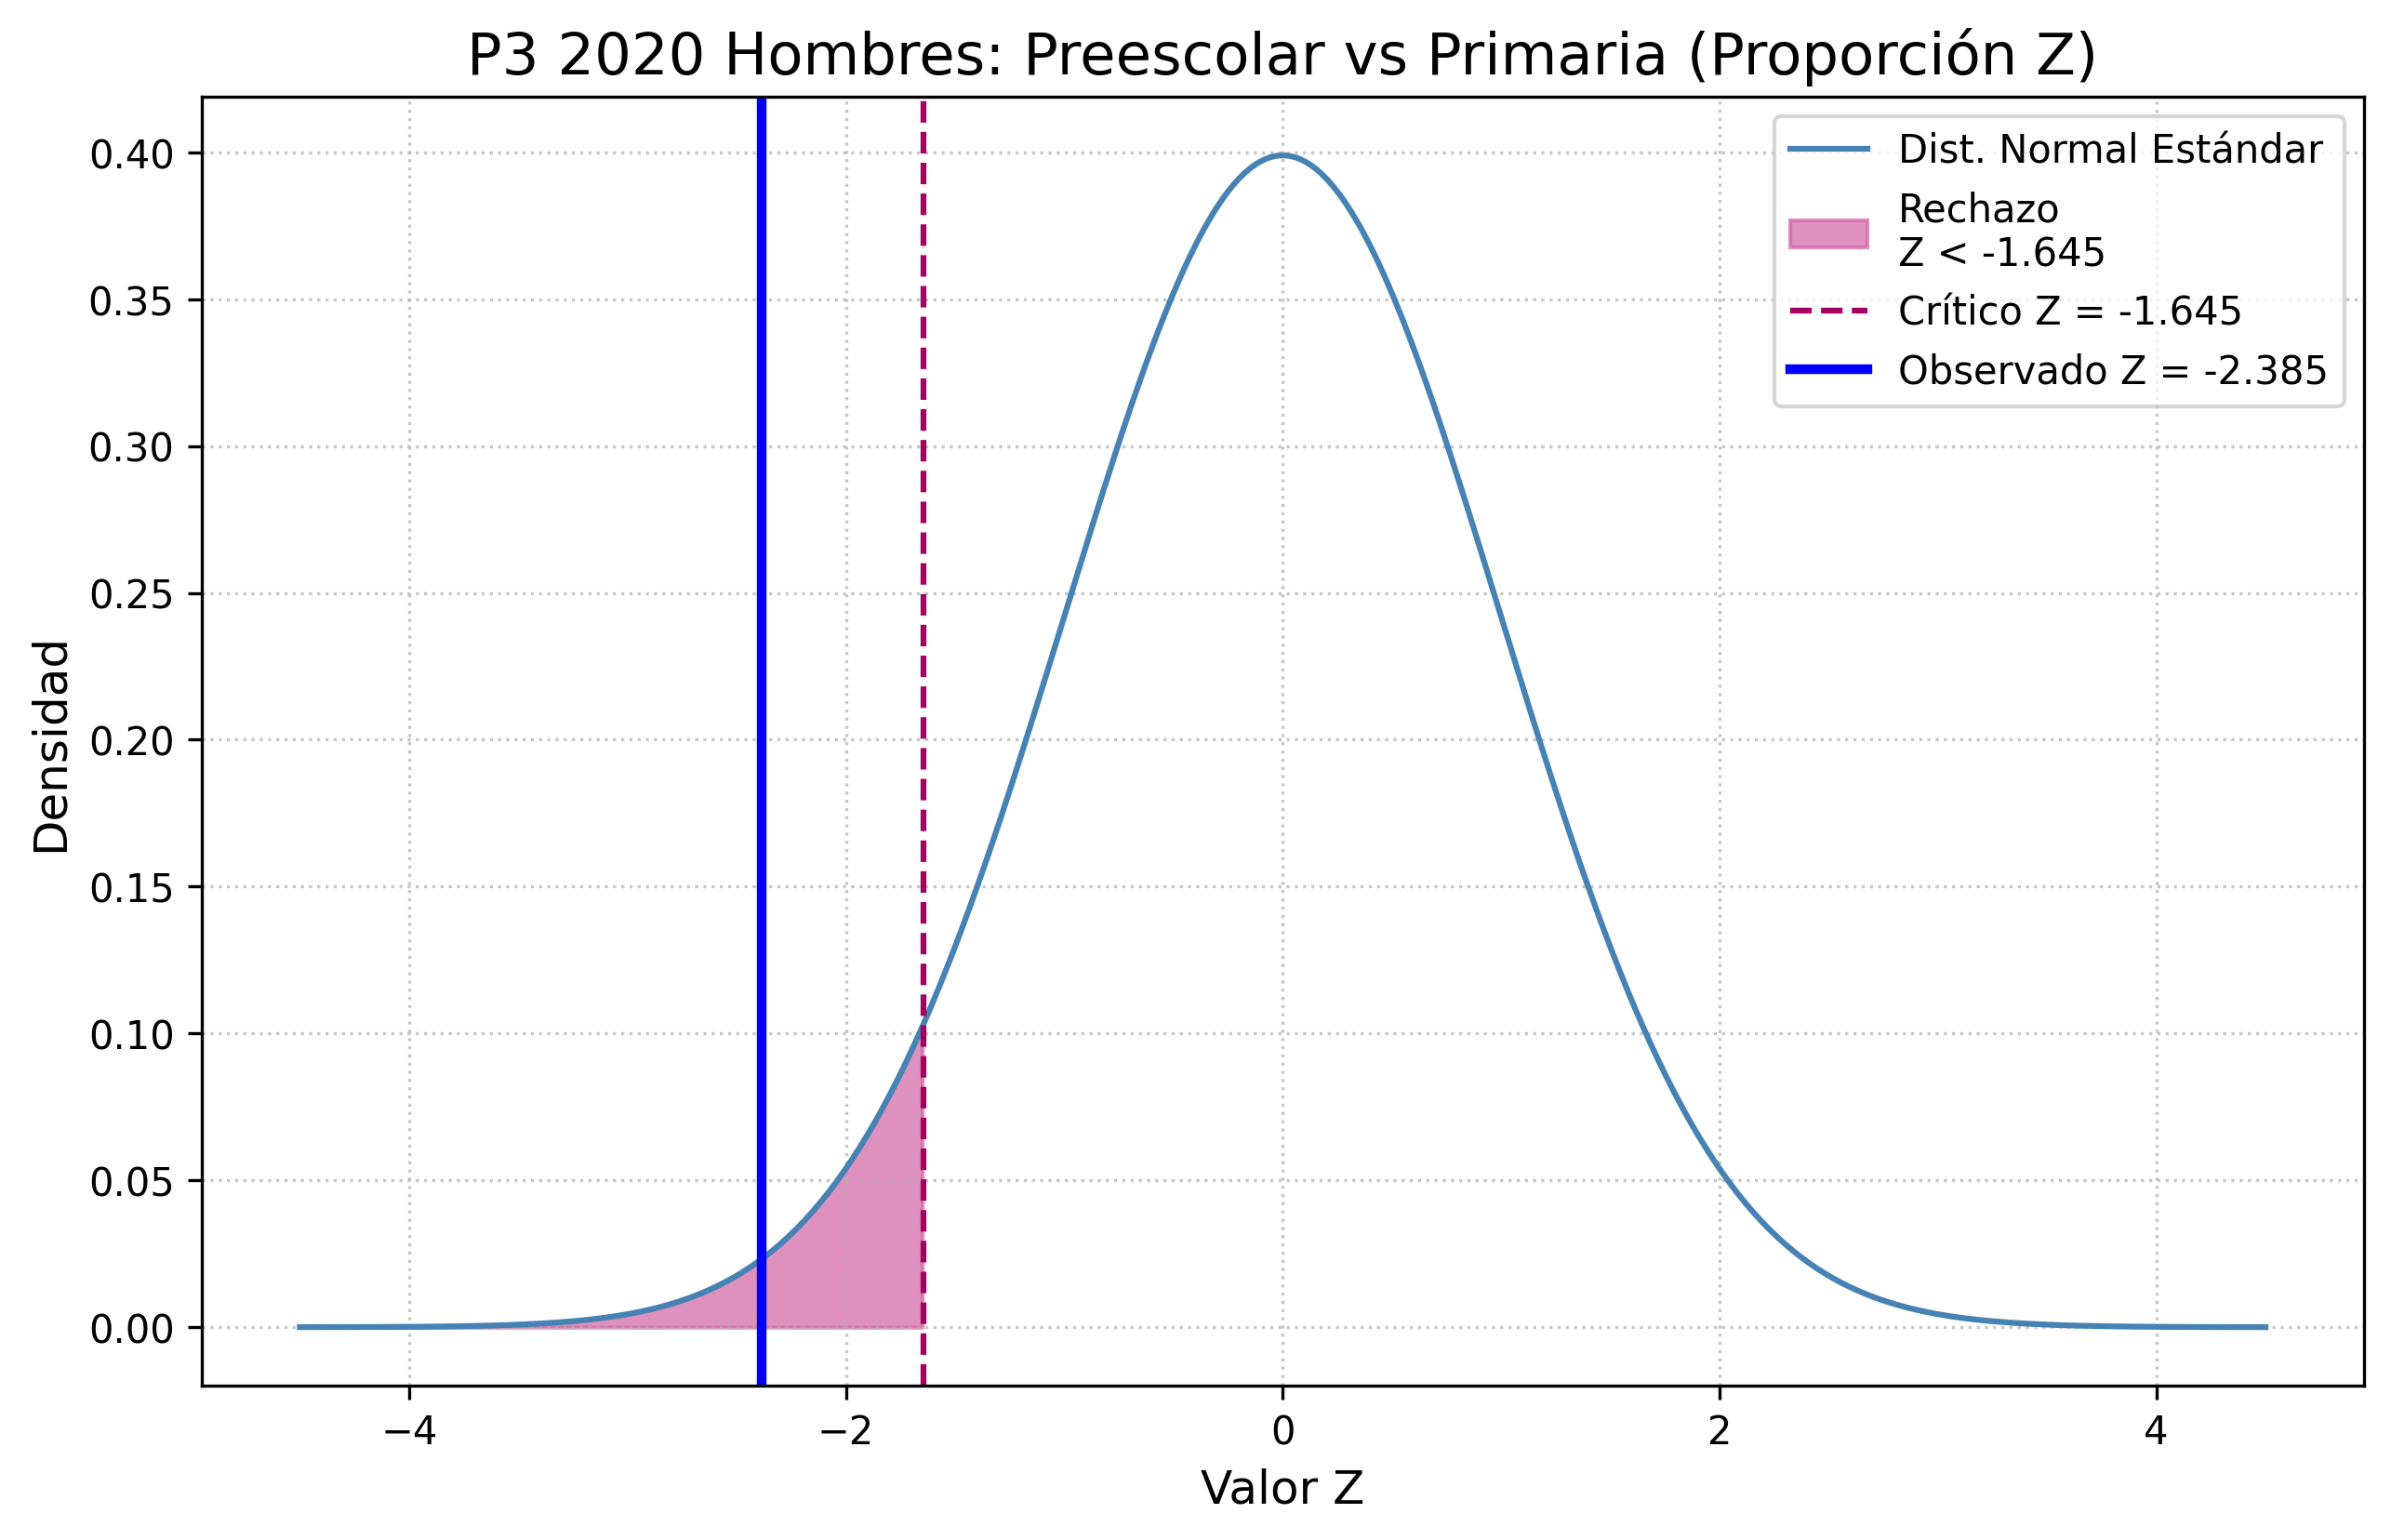 P3 2020 Hombres: Preescolar vs Primaria (Proporción Z)
Dist. Normal Estándar
Rechazo
Z < -1.645
Crítico Z = -1.645
Observado Z = -2.385
Densidad
0.40
0.35
0.30
0.25
0.20
0.15
0.10
0.05
0.00
−4
−2
0
2
4
Valor Z